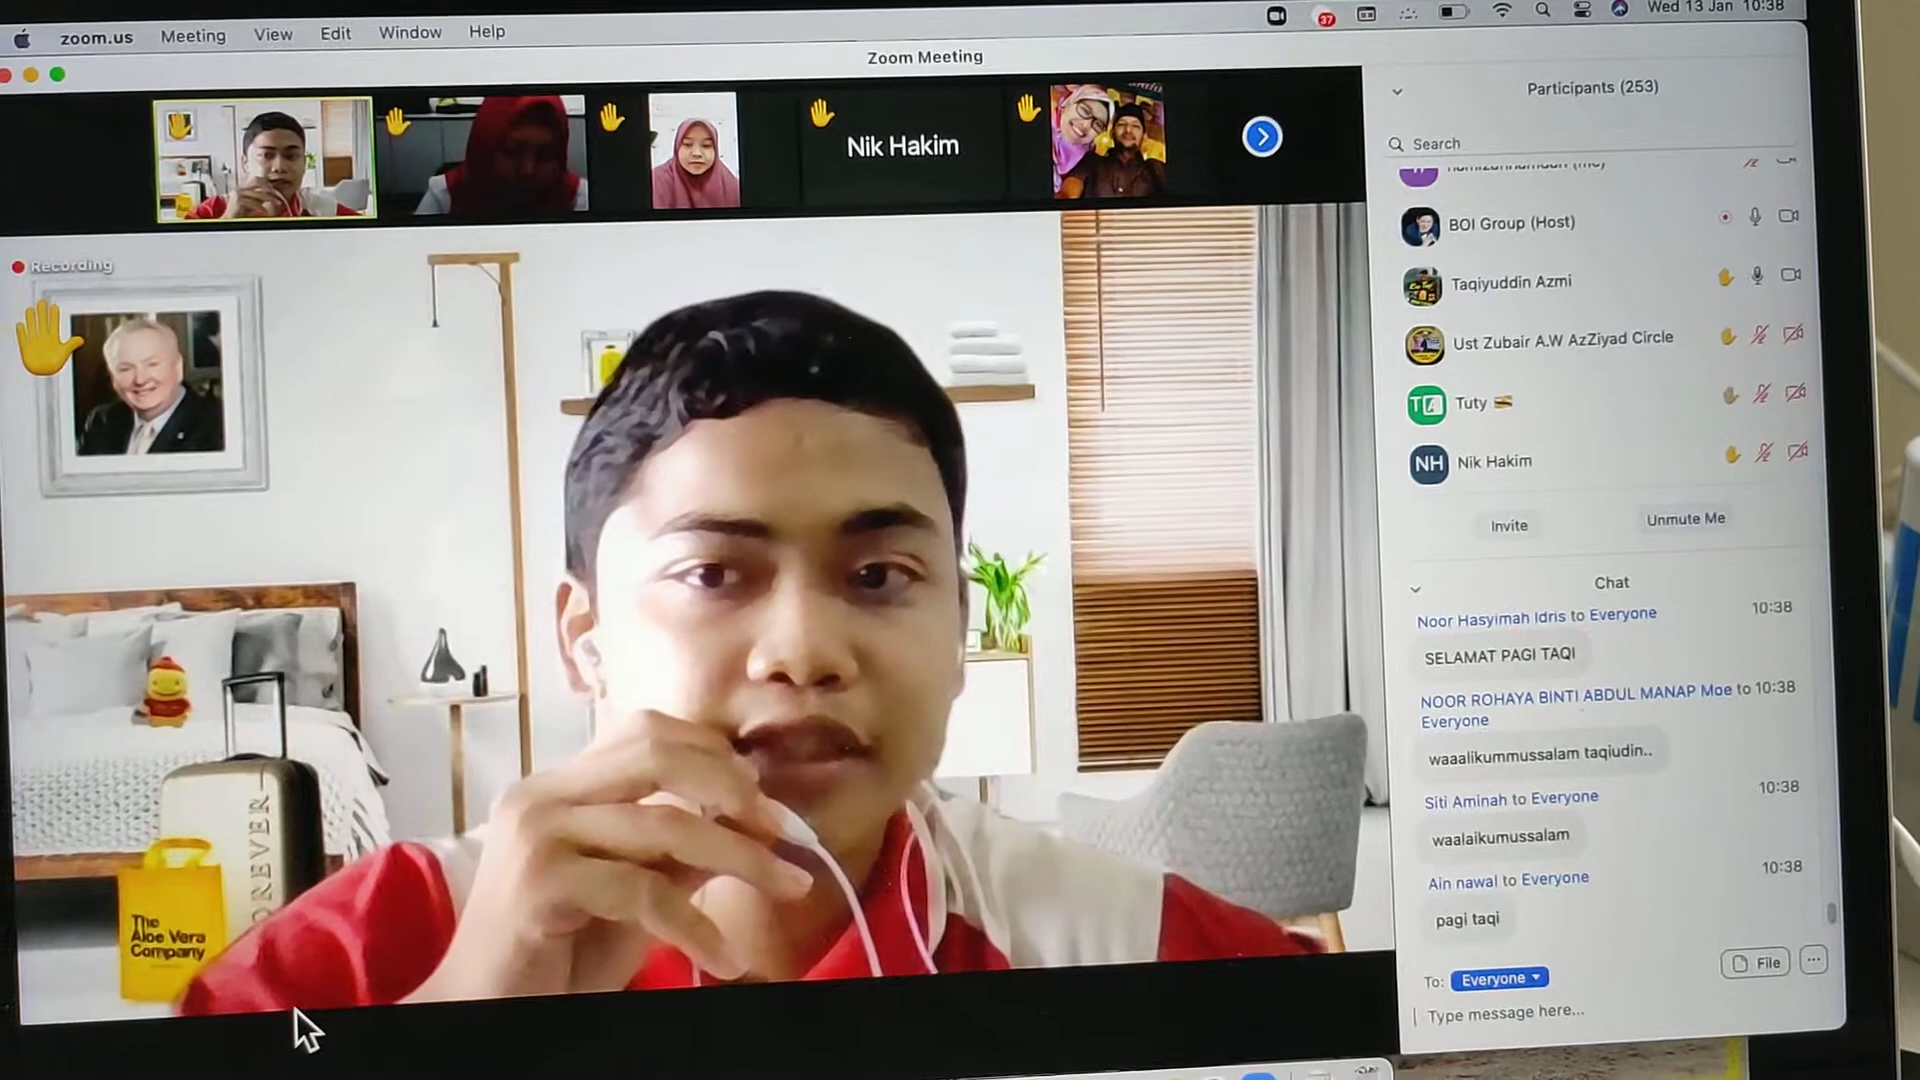 zoom.us Meeting View Edit Window Help
37
Wed 13 Jan 10:38
Zoom Meeting
Nik Hakim
Recording
FOREVER
The
Aloe Vera
Company
Participants (253)
Search
BOI Group (Host)
Taqiyuddin Azmi
Ust Zubair A.W AzZiyad Circle
Tuty
NH Nik Hakim
Invite
Unmute Me
Chat
Noor Hasyimah Idris to Everyone 10:38
SELAMAT PAGI TAQI
NOOR ROHAYA BINTI ABDUL MANAP Moe to 10:38
Everyone
waaalikummussalam taqiudin..
Siti Aminah to Everyone 10:38
waalaikumussalam
Ain nawal to Everyone 10:38
pagi taqi
To: Everyone
File
Type message here...